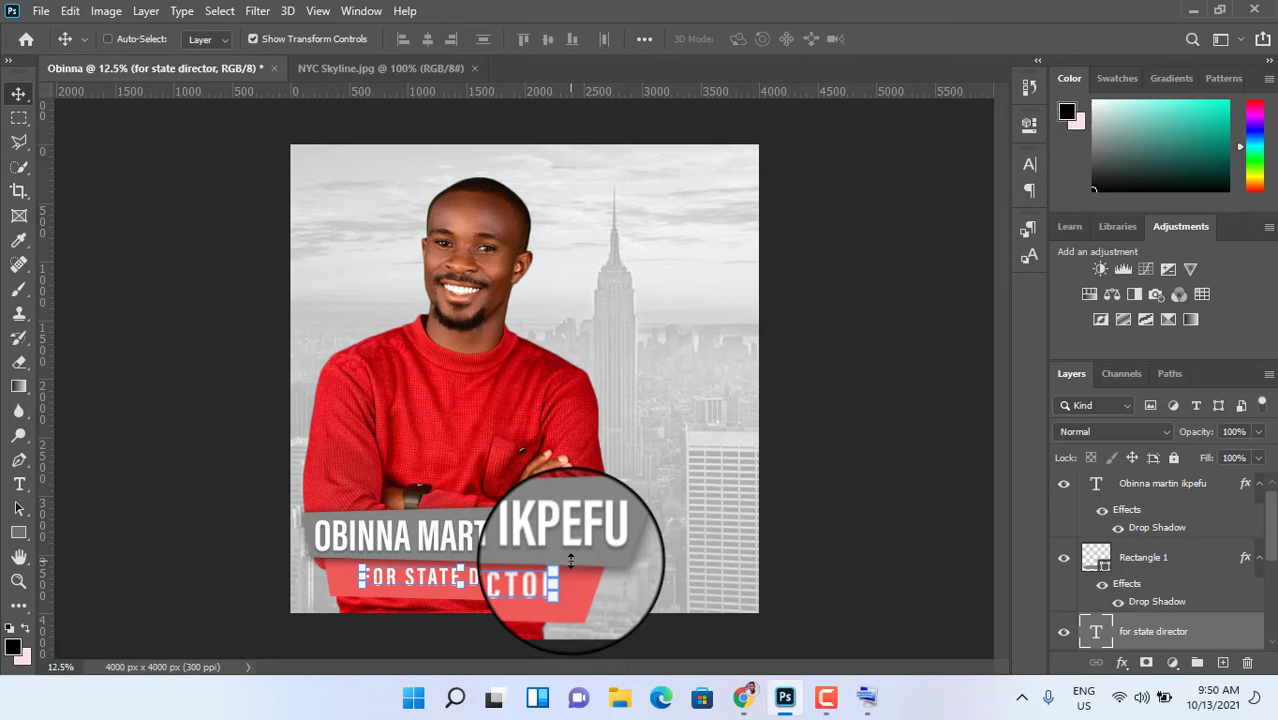 Ps File Edit Image Layer Type Select Filter 3D View Window Help
Auto-Select: Layer Show Transform Controls 3D Mode:
Obinna @ 12.5% (for state director, RGB/8) * × NYC Skyline.jpg @ 100% (RGB/8#) ×
2000 1500 1000 500 0 500 1000 1500 2000 2500 3000 3500 4000 4500 5000 5500
Color Swatches Gradients Patterns
Learn Libraries Adjustments
Add an adjustment
Layers Channels Paths
Kind
Normal Opacity: 100%
Lock: Fill: 100%
Obinna martin ikpefu fx
Effects
Drop Shadow
Rectangle 1 fx
Effects
Drop Shadow
for state director
OBINNA MART IKPEFU
FOR STATE D CTO
12.5% 4000 px x 4000 px (300 ppi)
ENG
US
9:50 AM
10/13/2021